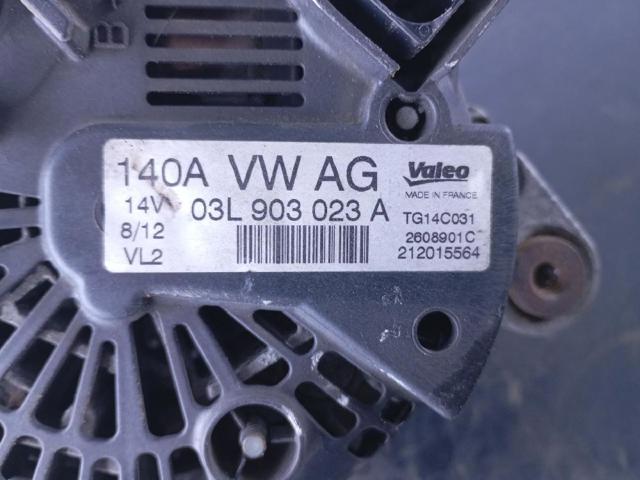 B
140A VW AG Valeo
MADE IN FRANCE
14V 03L 903 023 A TG14C031
8/12 2608901C
VL2 212015564